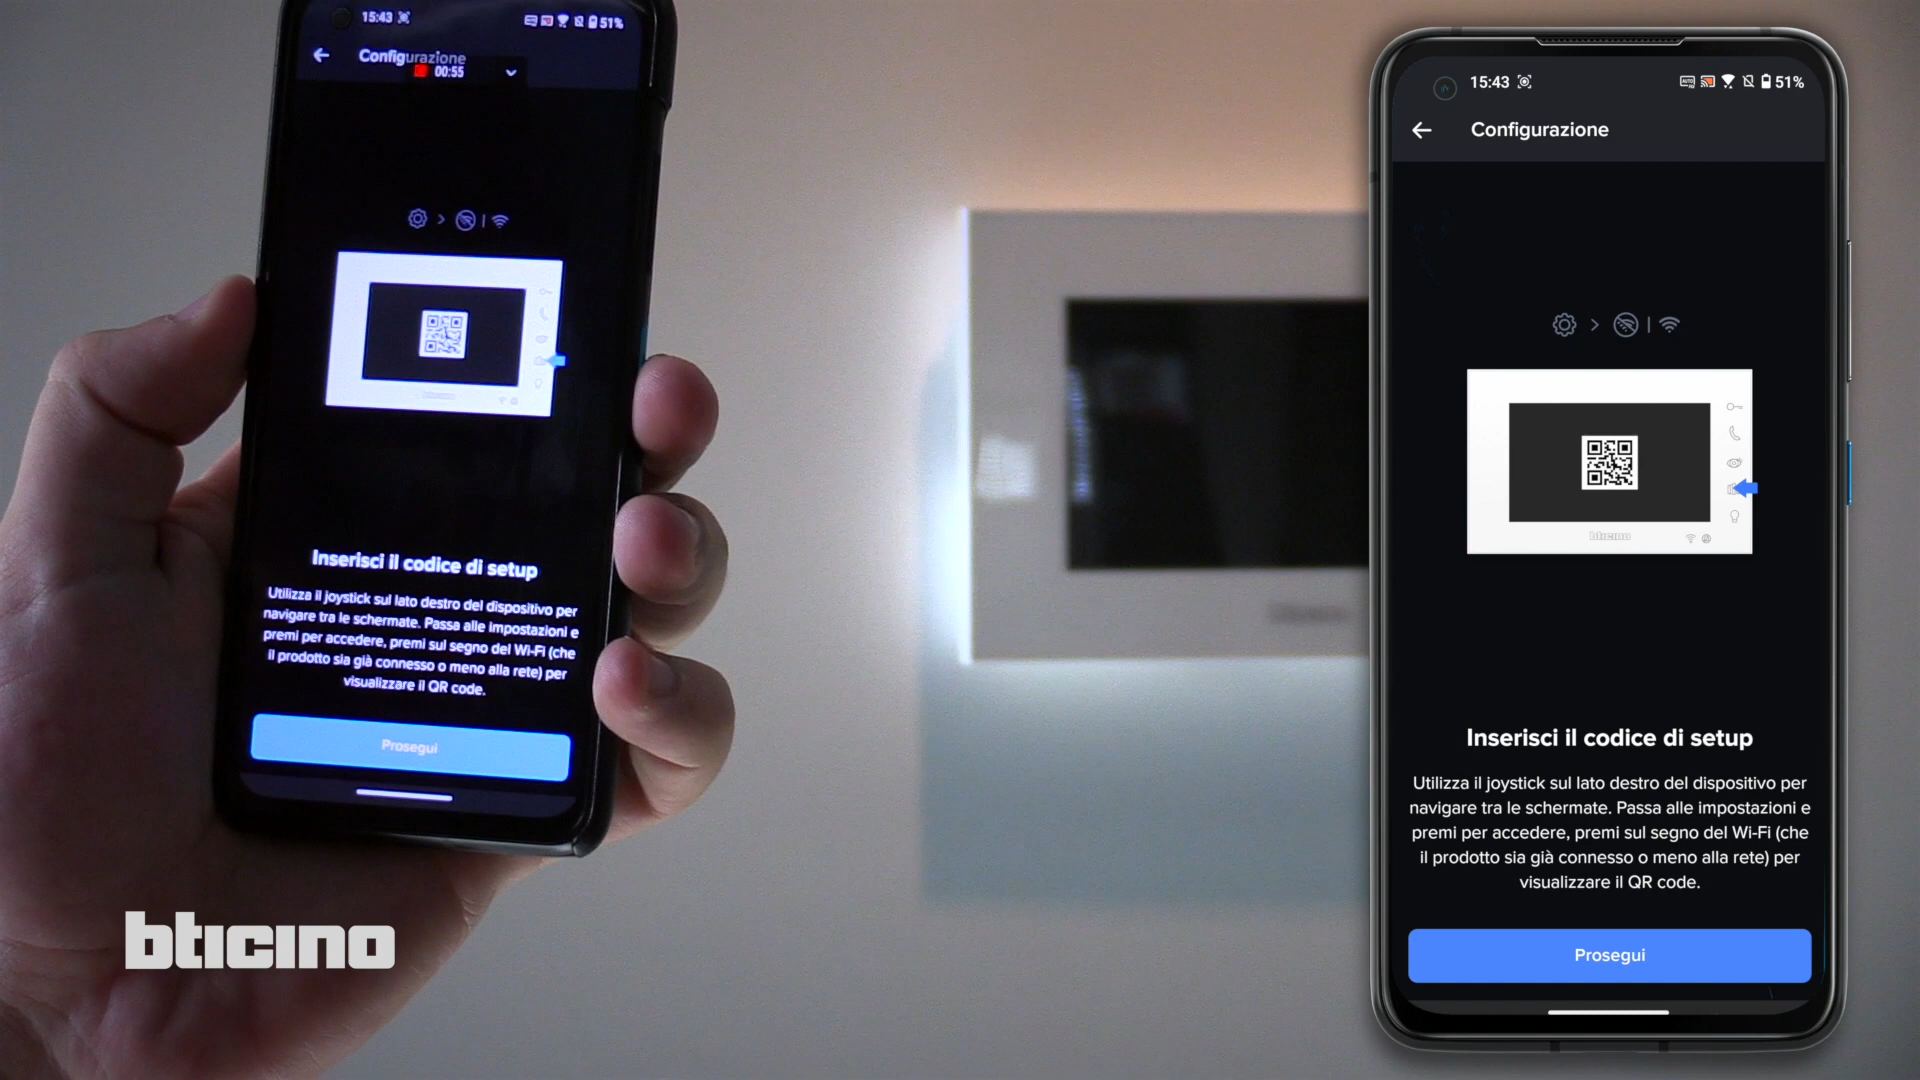 15:43
51%
Configurazione
00:55
bticino
Inserisci il codice di setup
Utilizza il joystick sul lato destro del dispositivo per
navigare tra le schermate. Passa alle impostazioni e
premi per accedere, premi sul segno del Wi-Fi (che
il prodotto sia già connesso o meno alla rete) per
visualizzare il QR code.
Prosegui
bticino
15:43
51%
Configurazione
bticino
Inserisci il codice di setup
Utilizza il joystick sul lato destro del dispositivo per
navigare tra le schermate. Passa alle impostazioni e
premi per accedere, premi sul segno del Wi-Fi (che
il prodotto sia già connesso o meno alla rete) per
visualizzare il QR code.
Prosegui